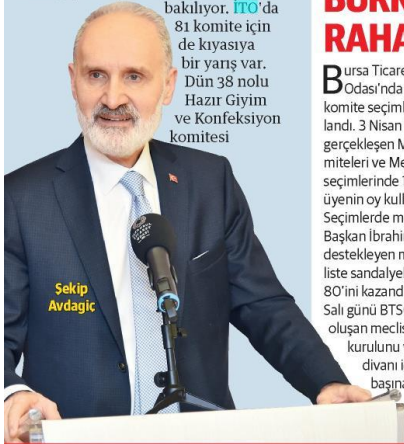 bakılıyor. İTO'da
81 komite için
de kıyasıya
bir yarış var.
Dün 38 nolu
Hazır Giyim
ve Konfeksiyon
komitesi
Şekip
Avdagiç
RAHA
Bursa Ticare
Odası'nda
komite seçiml
landı. 3 Nisan
gerçekleşen M
miteleri ve Me
seçimlerinde
üyenin oy kull
Seçimlerde m
Başkan İbrahi
destekleyen m
liste sandalye
80'ini kazand
Salı günü BTS
oluşan meclis
kurulunu
divanı i
başına